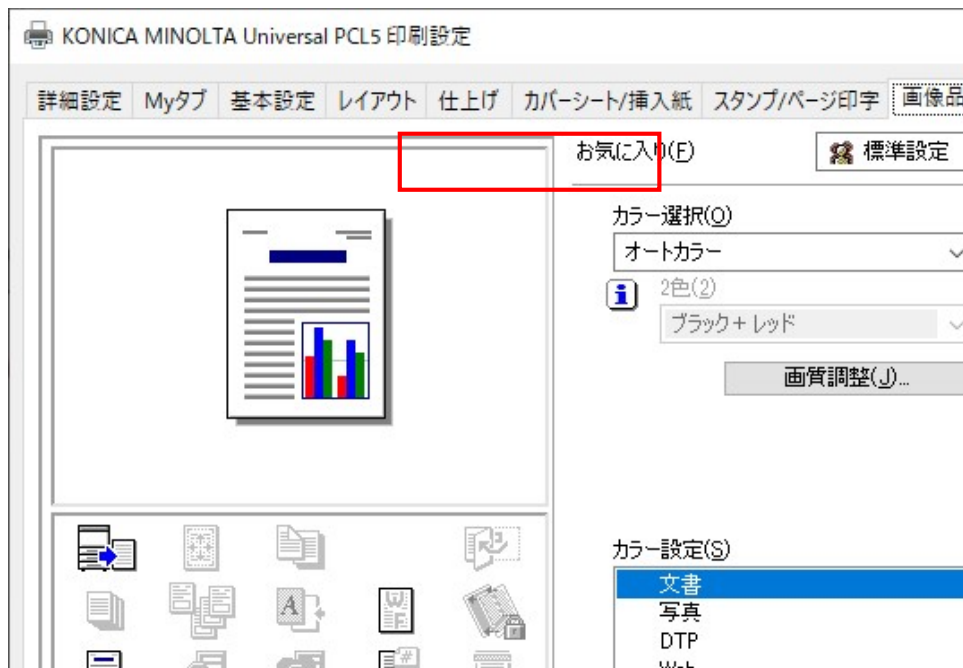 KONICA MINOLTA Universal PCL5 印刷設定
詳細設定 Myタブ 基本設定 レイアウト 仕上げ カバーシート/挿入紙 スタンプ/ページ印字 画像品
お気に入り(F) 標準設定
カラー選択(O)
オートカラー
2色(2)
ブラック+レッド
画質調整(J)...
カラー設定(S)
文書
写真
DTP
Web